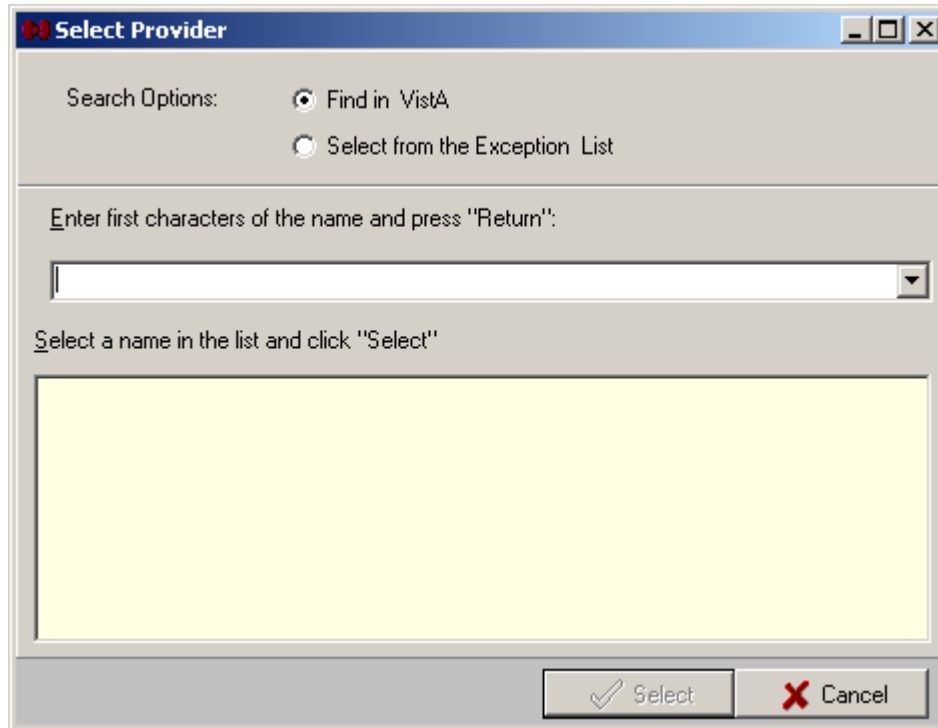 Select Provider
Search Options:
Find in VistA
Select from the Exception List
Enter first characters of the name and press "Return":
Select a name in the list and click "Select"
Select
Cancel